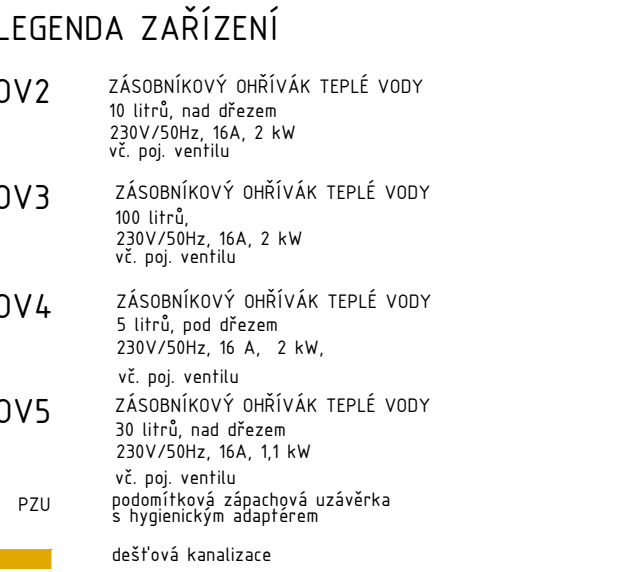 LEGENDA ZAŘÍZENÍ
OV2 ZÁSOBNÍKOVÝ OHŘÍVÁK TEPLÉ VODY
10 litrů, nad dřezem
230V/50Hz, 16A, 2 kW
vč. poj. ventilu
OV3 ZÁSOBNÍKOVÝ OHŘÍVÁK TEPLÉ VODY
100 litrů,
230V/50Hz, 16A, 2 kW
vč. poj. ventilu
OV4 ZÁSOBNÍKOVÝ OHŘÍVÁK TEPLÉ VODY
5 litrů, pod dřezem
230V/50Hz, 16 A, 2 kW,
vč. poj. ventilu
OV5 ZÁSOBNÍKOVÝ OHŘÍVÁK TEPLÉ VODY
30 litrů, nad dřezem
230V/50Hz, 16A, 1,1 kW
vč. poj. ventilu
PZU podomítková zápachová uzávěrka
s hygienickým adaptérem
dešťová kanalizace